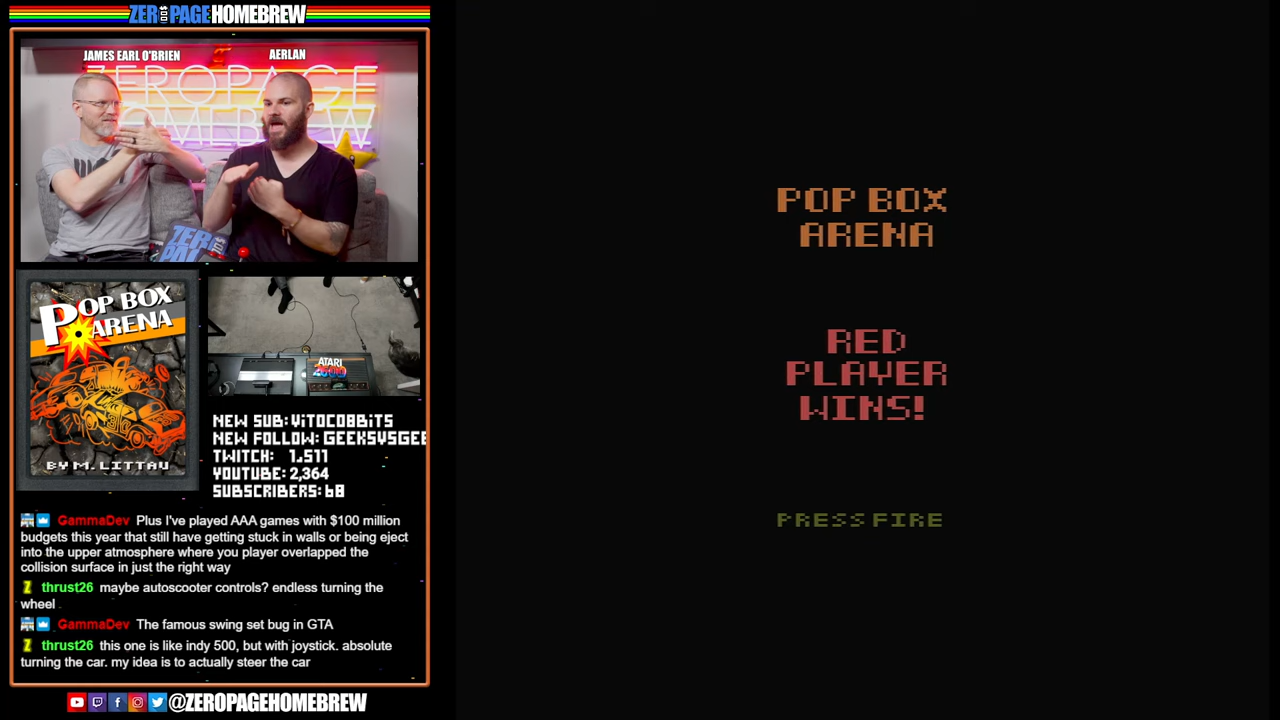 ZEROPAGE HOMEBREW
JAMES EARL O'BRIEN
AERLAN
ZEROPAGE
HOMEBREW
POP BOX
ARENA
BY M. LITTAU
ATARI
2600
NEW SUB: VITOCO8BITS
NEW FOLLOW: GEEKSVSGEE
TWITCH: 1,511
YOUTUBE: 2,364
SUBSCRIBERS: 68
GammaDev Plus I've played AAA games with $100 million
budgets this year that still have getting stuck in walls or being eject
into the upper atmosphere where you player overlapped the
collision surface in just the right way
thrust26 maybe autoscooter controls? endless turning the
wheel
GammaDev The famous swing set bug in GTA
thrust26 this one is like indy 500, but with joystick. absolute
turning the car. my idea is to actually steer the car
@ZEROPAGEHOMEBREW
POP BOX
ARENA
RED
PLAYER
WINS!
PRESS FIRE